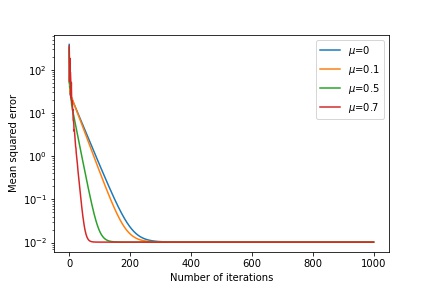 Mean squared error
10²
10¹
10⁰
10⁻¹
10⁻²
μ=0
μ=0.1
μ=0.5
μ=0.7
0
200
400
600
800
1000
Number of iterations